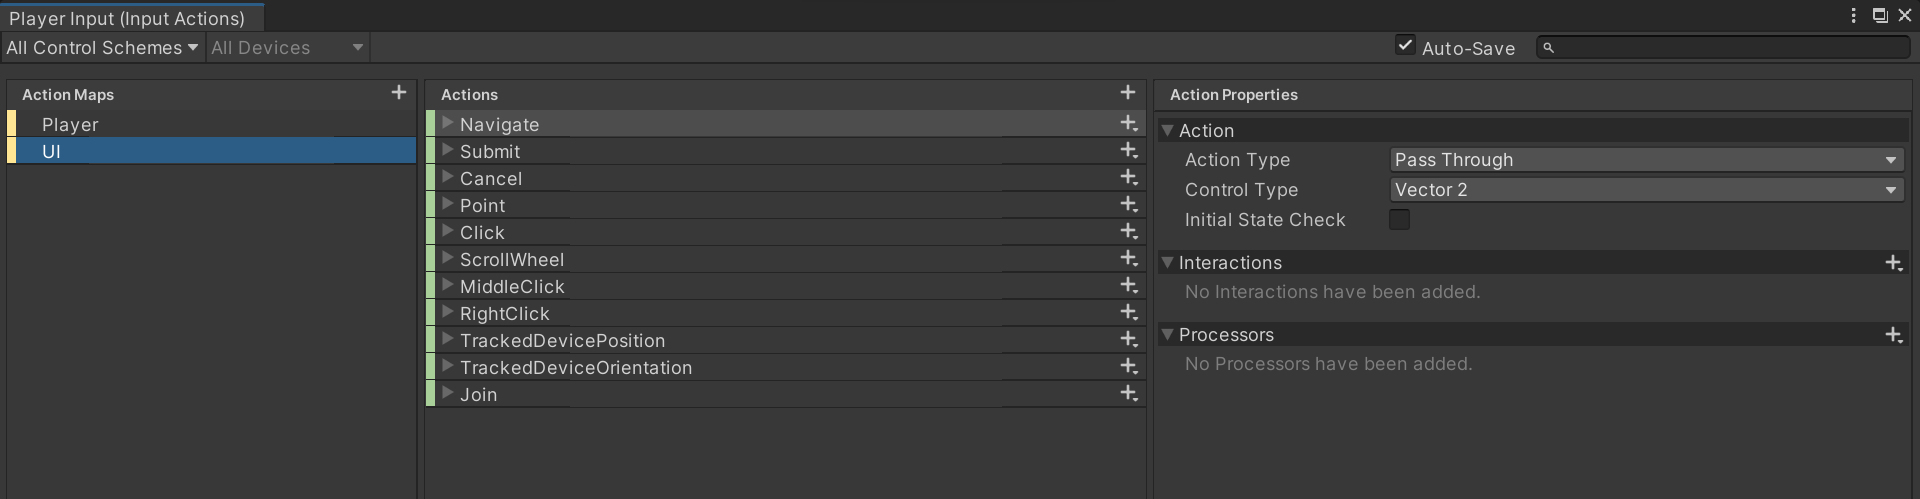 Player Input (Input Actions)
All Control Schemes All Devices Auto-Save
Action Maps
Player
UI
Actions
Navigate
Submit
Cancel
Point
Click
ScrollWheel
MiddleClick
RightClick
TrackedDevicePosition
TrackedDeviceOrientation
Join
Action Properties
Action
Action Type Pass Through
Control Type Vector 2
Initial State Check
Interactions
No Interactions have been added.
Processors
No Processors have been added.